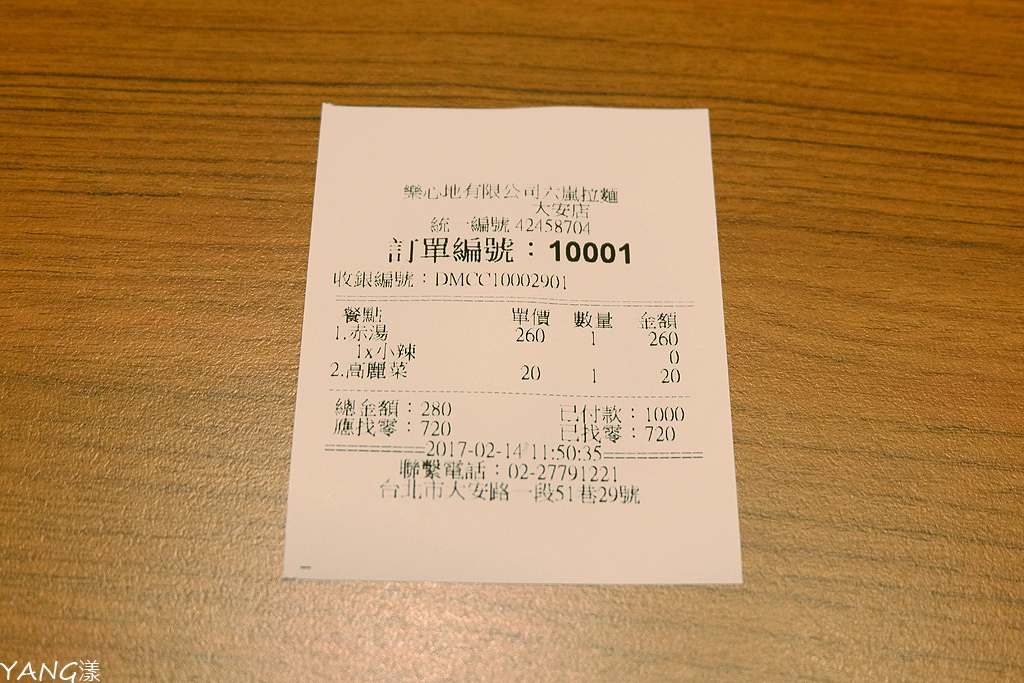 樂心地有限公司六嵐拉麵
大安店
統一編號 42458704
訂單編號：10001
收銀編號：DMCC10002901
餐點 單價 數量 金額
1.赤湯 260 1 260
1x小辣 0
2.高麗菜 20 1 20
總金額：280 已付款：1000
應找零：720 已找零：720
==========2017-02-14 11:50:35==========
聯繫電話：02-27791221
台北市大安路一段51巷29號
YANG漾